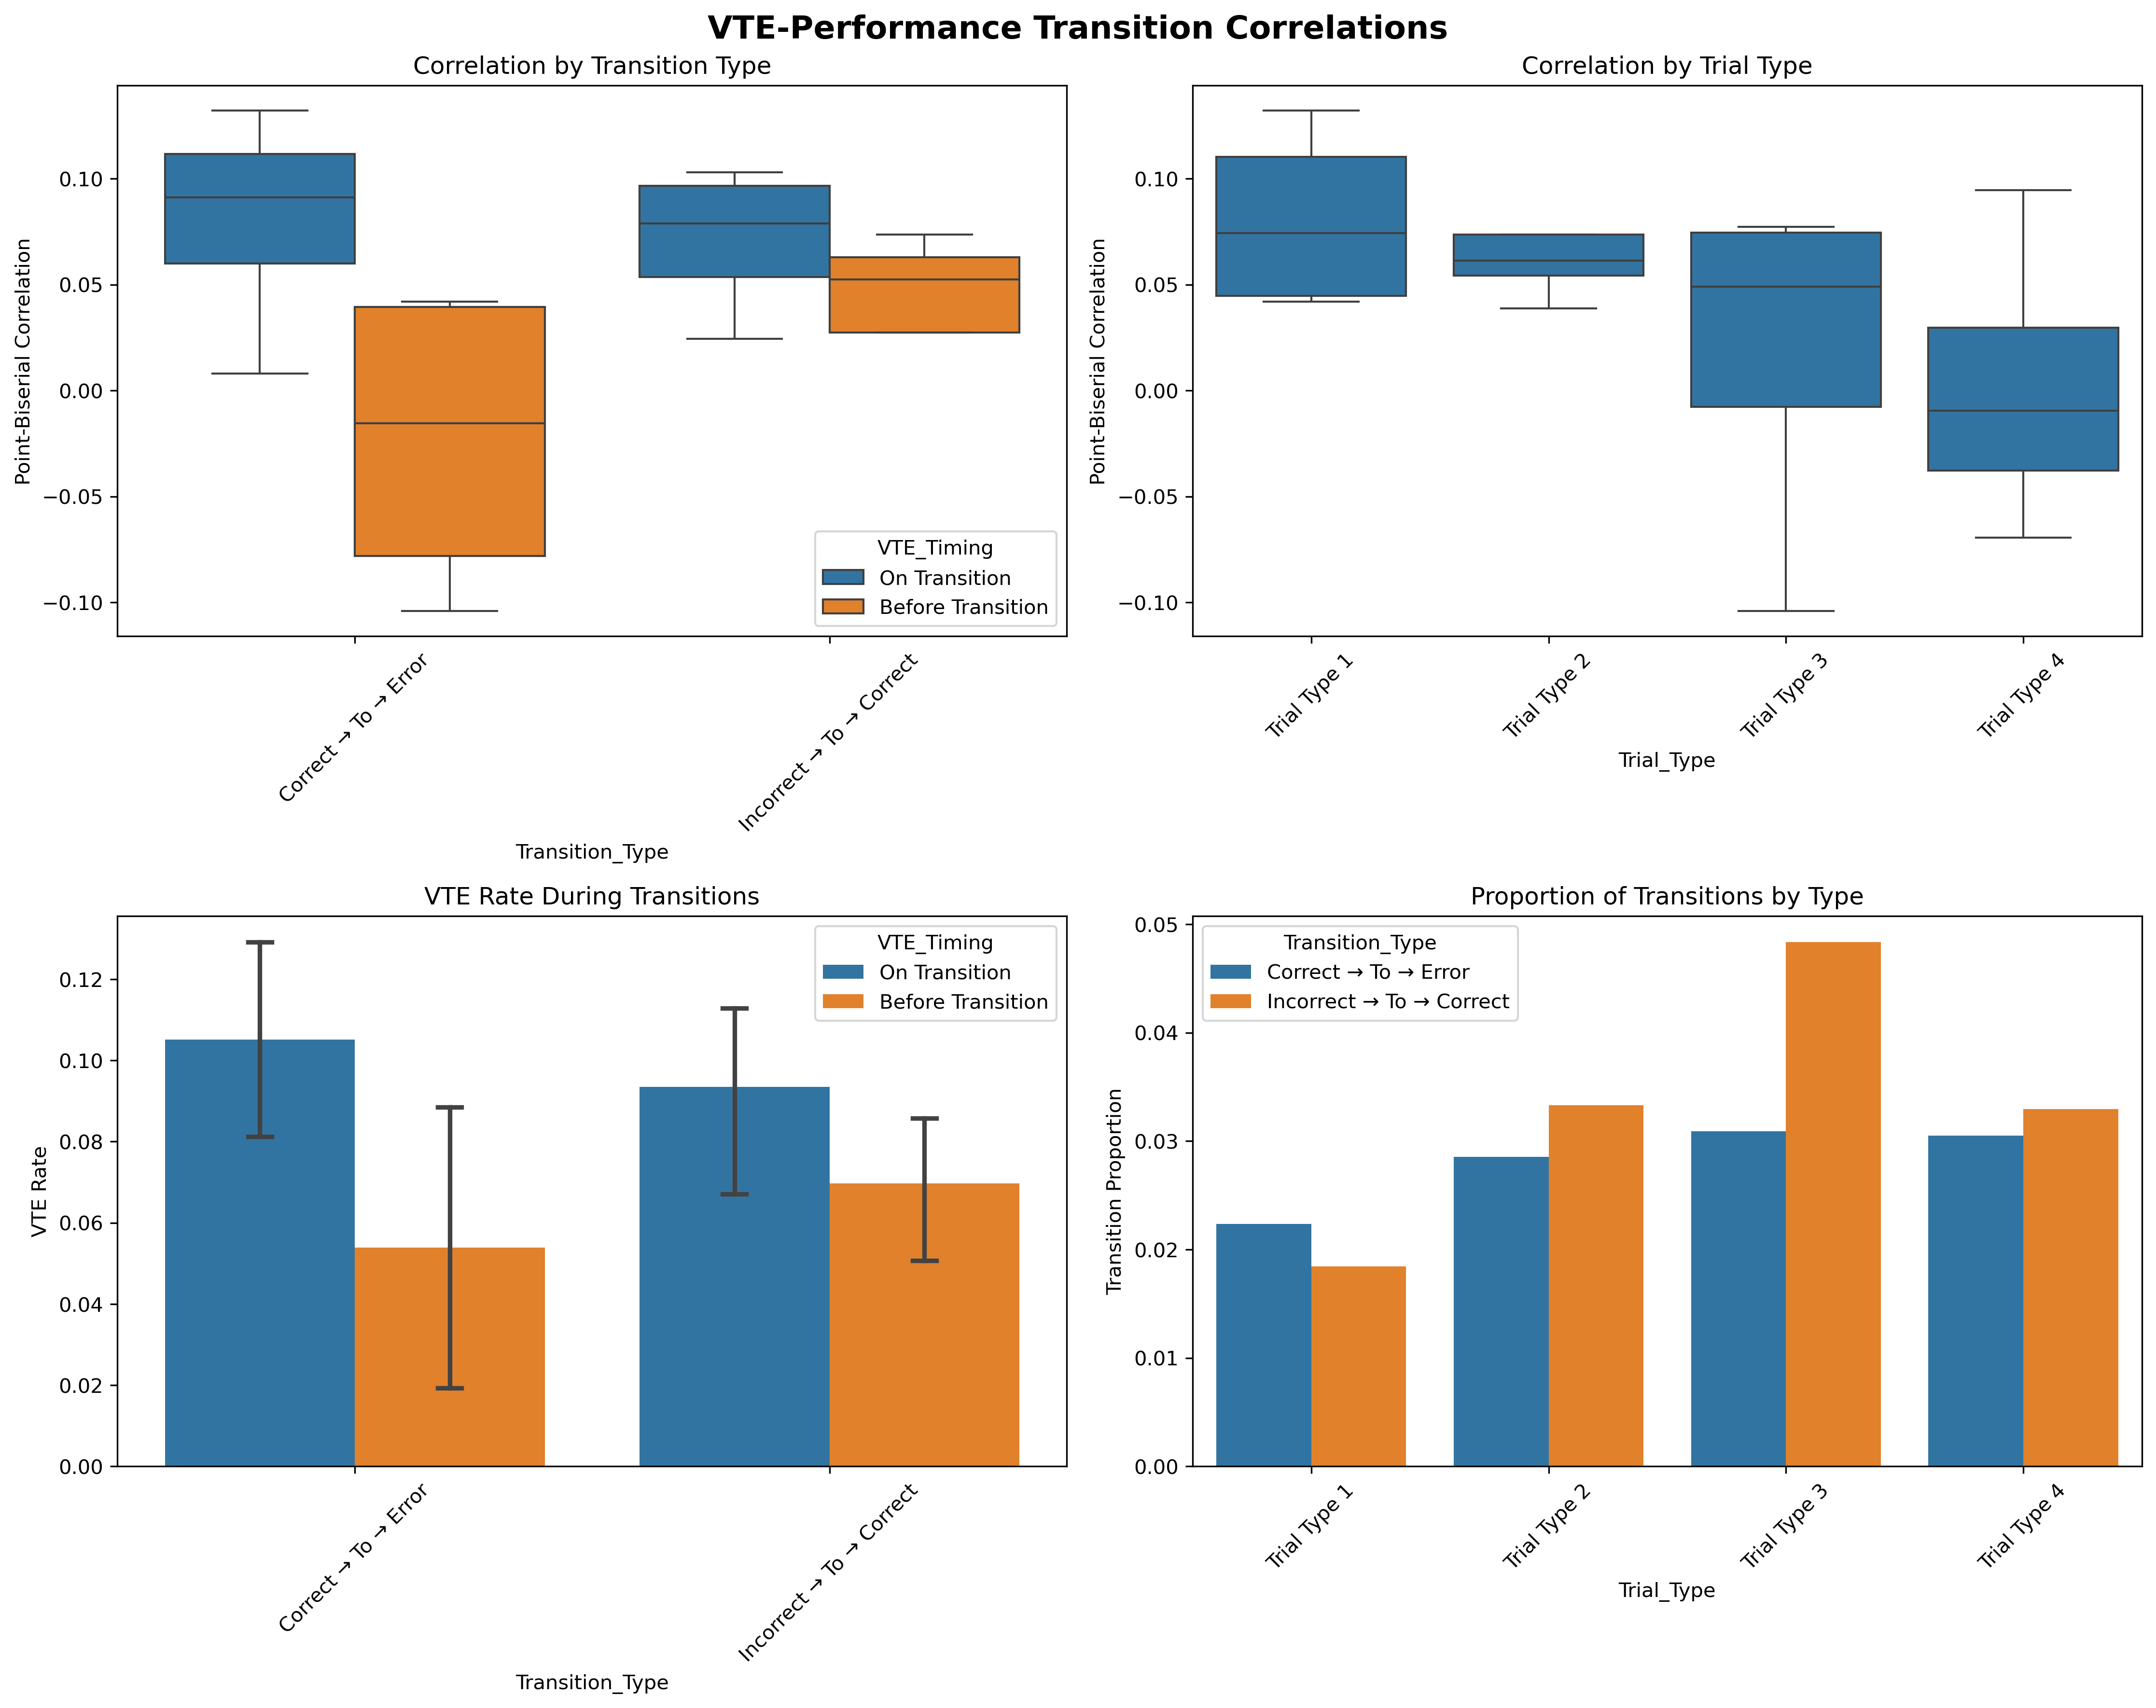 VTE-Performance Transition Correlations
Correlation by Transition Type
Point-Biserial Correlation
0.10
0.05
0.00
−0.05
−0.10
VTE_Timing
On Transition
Before Transition
Correct → To → Error
Incorrect → To → Correct
Transition_Type
Correlation by Trial Type
Point-Biserial Correlation
0.10
0.05
0.00
−0.05
−0.10
Trial Type 1
Trial Type 2
Trial Type 3
Trial Type 4
Trial_Type
VTE Rate During Transitions
VTE Rate
0.12
0.10
0.08
0.06
0.04
0.02
0.00
VTE_Timing
On Transition
Before Transition
Correct → To → Error
Incorrect → To → Correct
Transition_Type
Proportion of Transitions by Type
Transition Proportion
0.05
0.04
0.03
0.02
0.01
0.00
Transition_Type
Correct → To → Error
Incorrect → To → Correct
Trial Type 1
Trial Type 2
Trial Type 3
Trial Type 4
Trial_Type